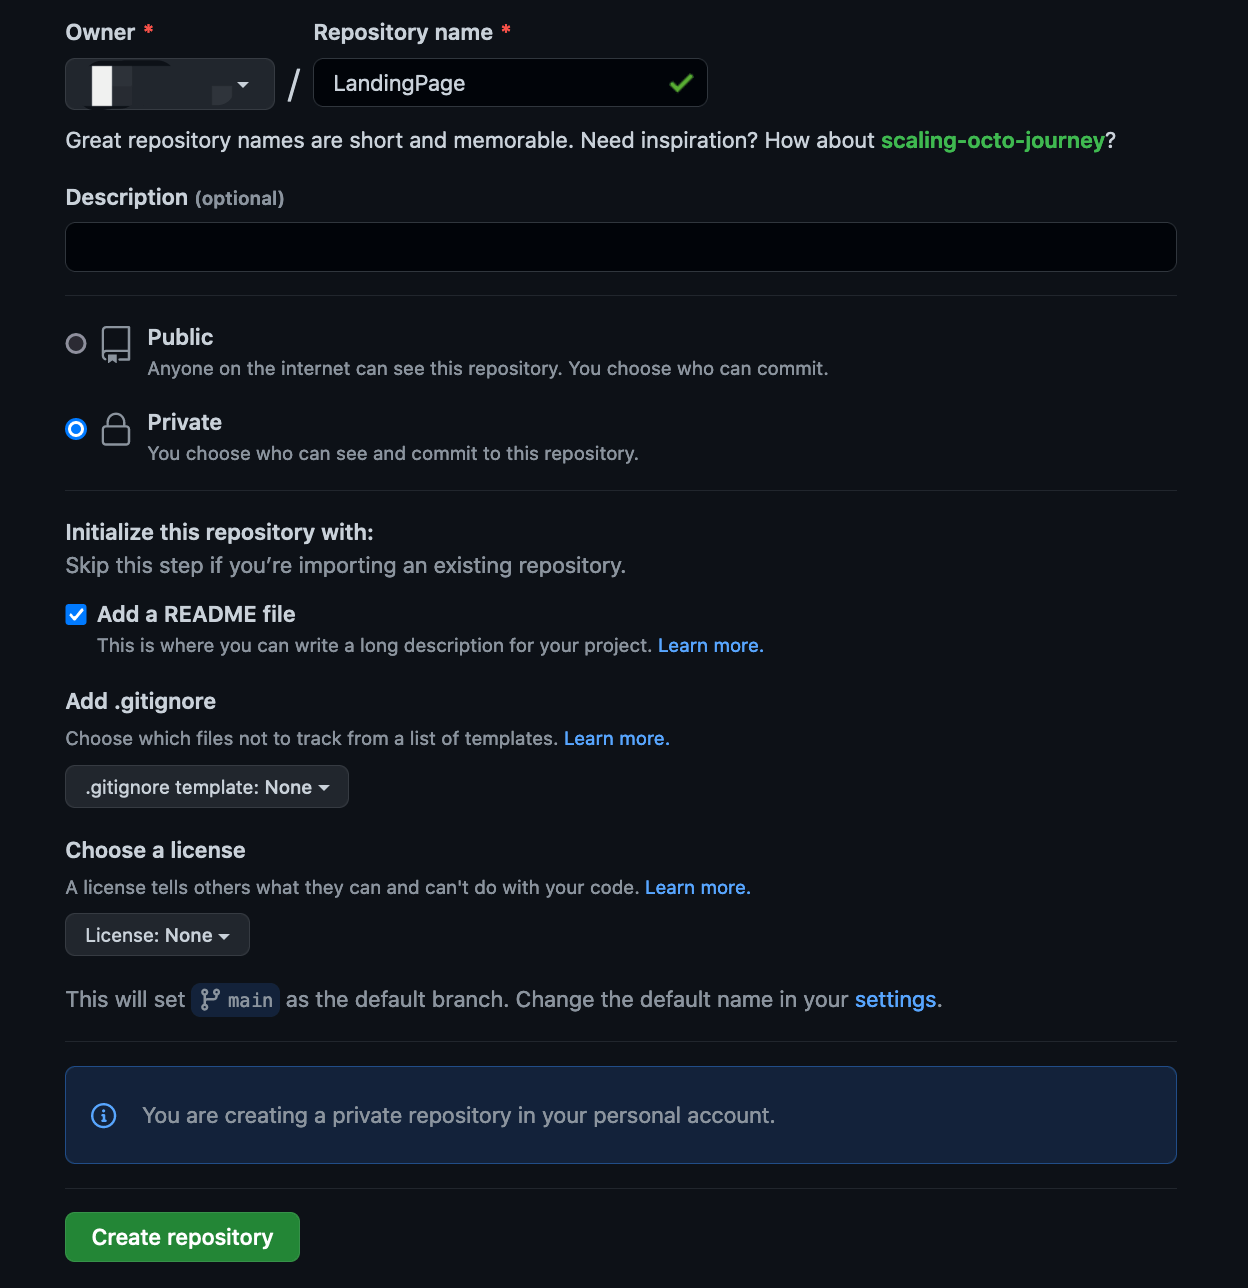 Owner *
Repository name *
/
LandingPage
Great repository names are short and memorable. Need inspiration? How about scaling-octo-journey?
Description (optional)
Public
Anyone on the internet can see this repository. You choose who can commit.
Private
You choose who can see and commit to this repository.
Initialize this repository with:
Skip this step if you’re importing an existing repository.
Add a README file
This is where you can write a long description for your project. Learn more.
Add .gitignore
Choose which files not to track from a list of templates. Learn more.
.gitignore template: None
Choose a license
A license tells others what they can and can't do with your code. Learn more.
License: None
This will set main as the default branch. Change the default name in your settings.
You are creating a private repository in your personal account.
Create repository